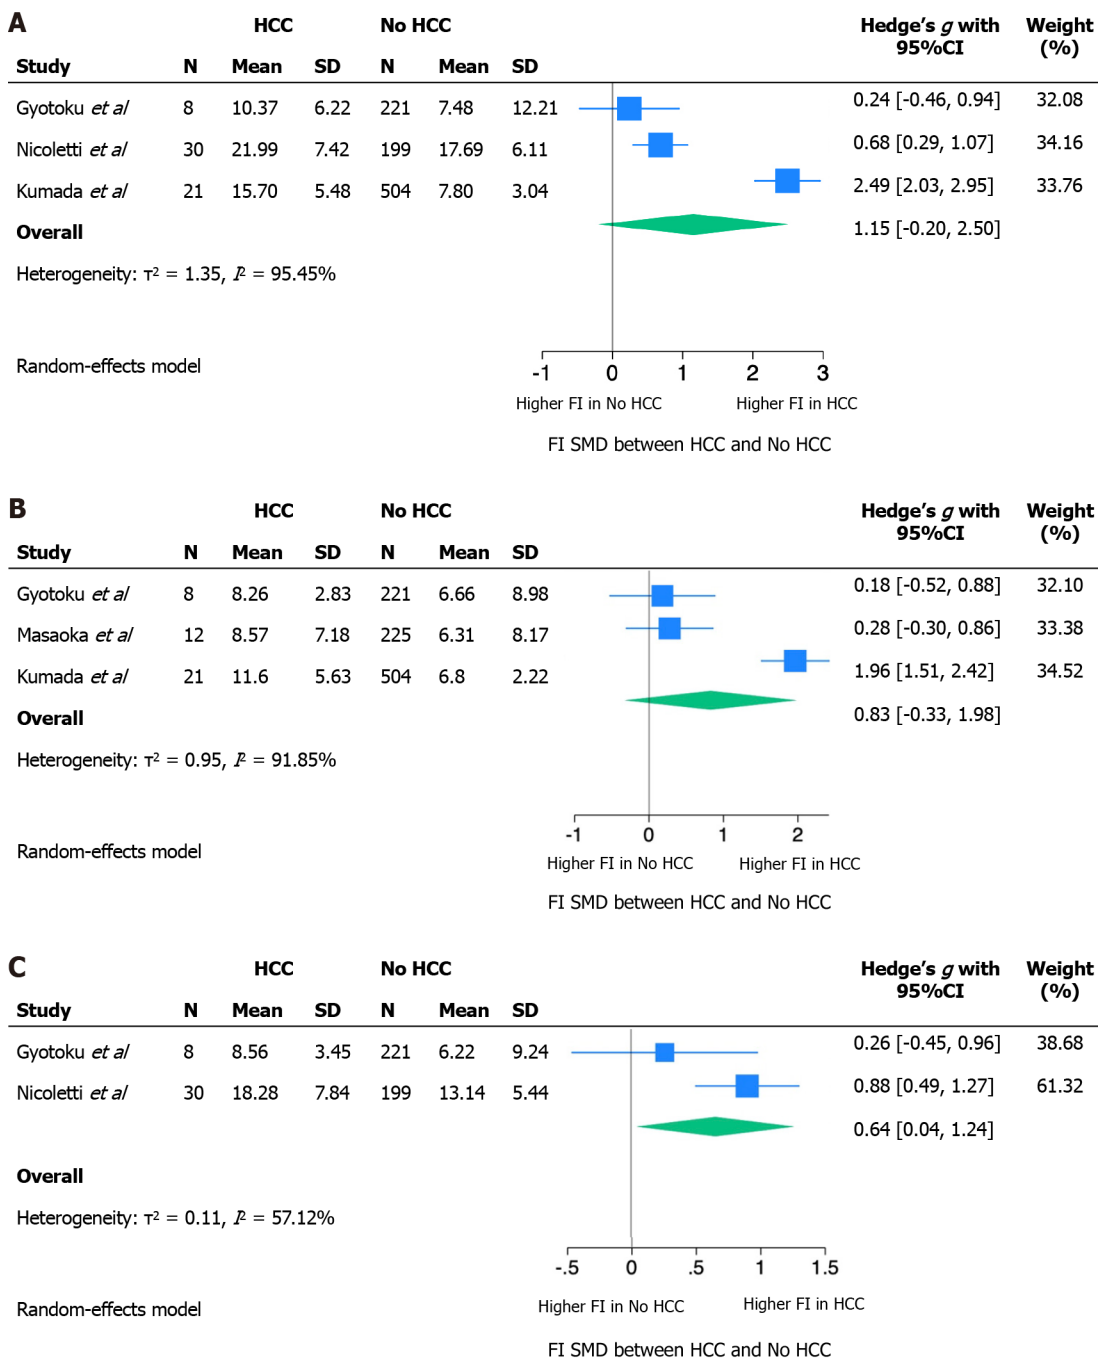 A
HCC No HCC Hedge's g with 95%CI Weight (%)
Study N Mean SD N Mean SD
Gyotoku et al 8 10.37 6.22 221 7.48 12.21 0.24 [-0.46, 0.94] 32.08
Nicoletti et al 30 21.99 7.42 199 17.69 6.11 0.68 [0.29, 1.07] 34.16
Kumada et al 21 15.70 5.48 504 7.80 3.04 2.49 [2.03, 2.95] 33.76
Overall 1.15 [-0.20, 2.50]
Heterogeneity: τ² = 1.35, I² = 95.45%
Random-effects model
-1 0 1 2 3
Higher FI in No HCC Higher FI in HCC
FI SMD between HCC and No HCC
B
HCC No HCC Hedge's g with 95%CI Weight (%)
Study N Mean SD N Mean SD
Gyotoku et al 8 8.26 2.83 221 6.66 8.98 0.18 [-0.52, 0.88] 32.10
Masaoka et al 12 8.57 7.18 225 6.31 8.17 0.28 [-0.30, 0.86] 33.38
Kumada et al 21 11.6 5.63 504 6.8 2.22 1.96 [1.51, 2.42] 34.52
Overall 0.83 [-0.33, 1.98]
Heterogeneity: τ² = 0.95, I² = 91.85%
-1 0 1 2
Random-effects model
Higher FI in No HCC Higher FI in HCC
FI SMD between HCC and No HCC
C
HCC No HCC Hedge's g with 95%CI Weight (%)
Study N Mean SD N Mean SD
Gyotoku et al 8 8.56 3.45 221 6.22 9.24 0.26 [-0.45, 0.96] 38.68
Nicoletti et al 30 18.28 7.84 199 13.14 5.44 0.88 [0.49, 1.27] 61.32
0.64 [0.04, 1.24]
Overall
Heterogeneity: τ² = 0.11, I² = 57.12%
-.5 0 .5 1 1.5
Random-effects model
Higher FI in No HCC Higher FI in HCC
FI SMD between HCC and No HCC